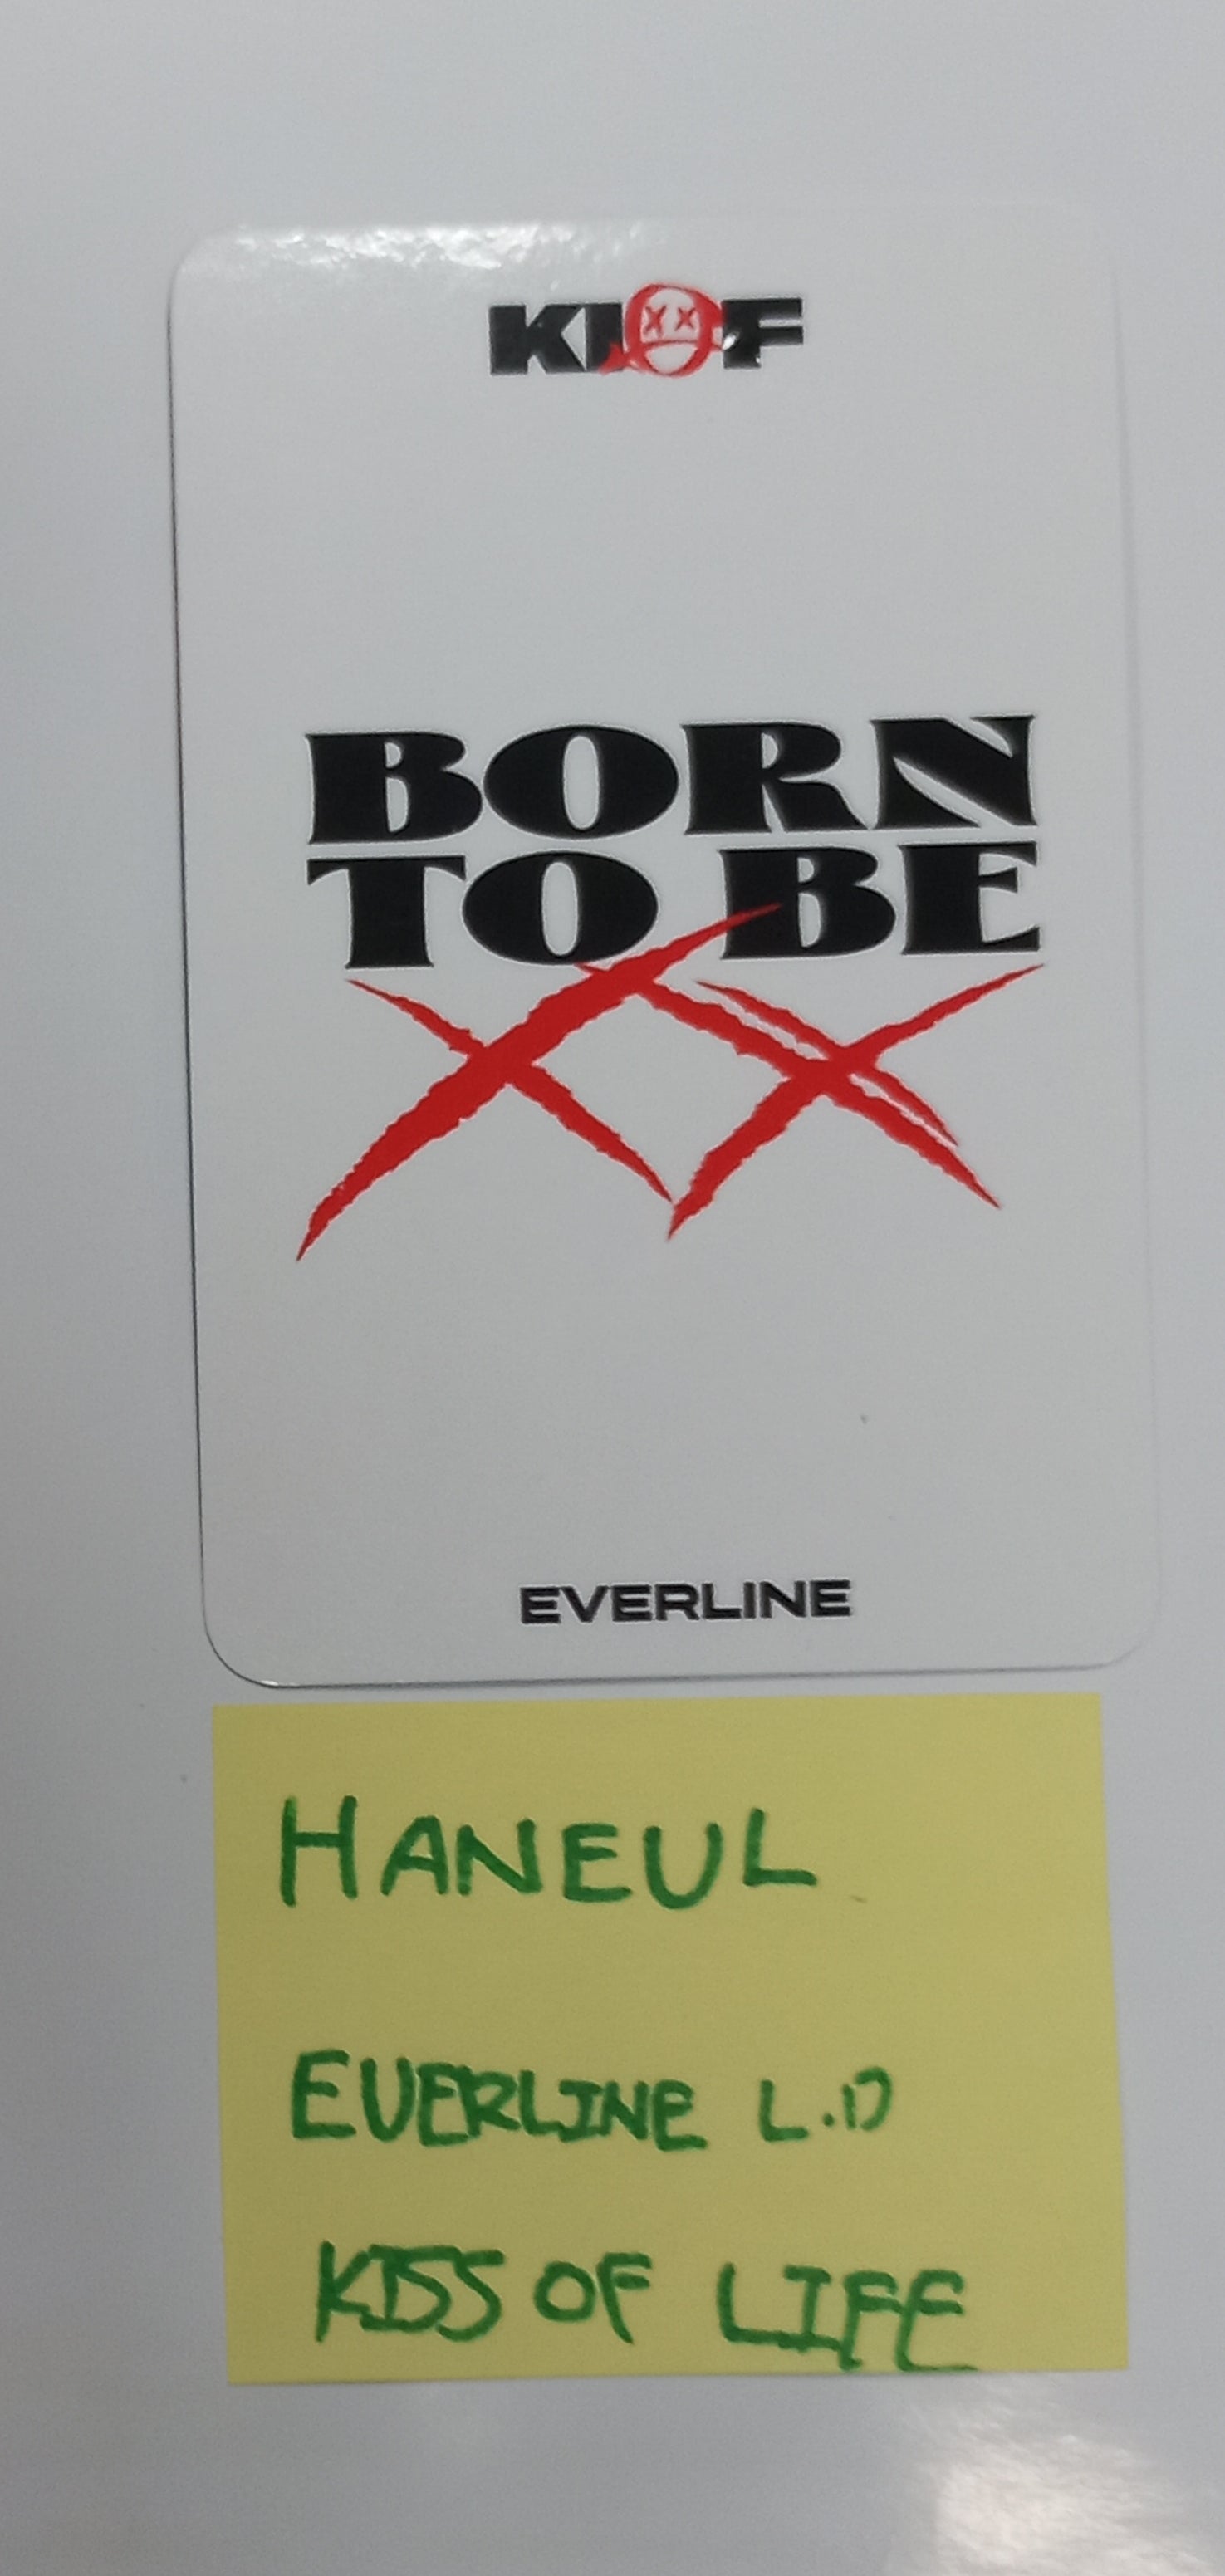 KIOF
BORN
TO BE
XX
EVERLINE
HANEUL
EVERLINE L.D
KISS OF LIFE